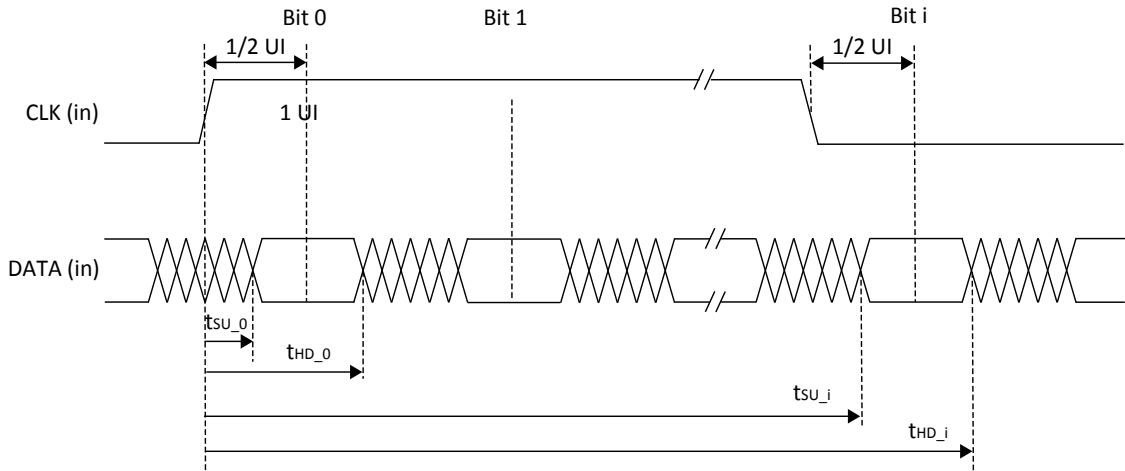 Bit 0
Bit 1
Bit i
1/2 UI
1/2 UI
CLK (in)
1 UI
DATA (in)
tSU_0
tHD_0
tSU_i
tHD_i